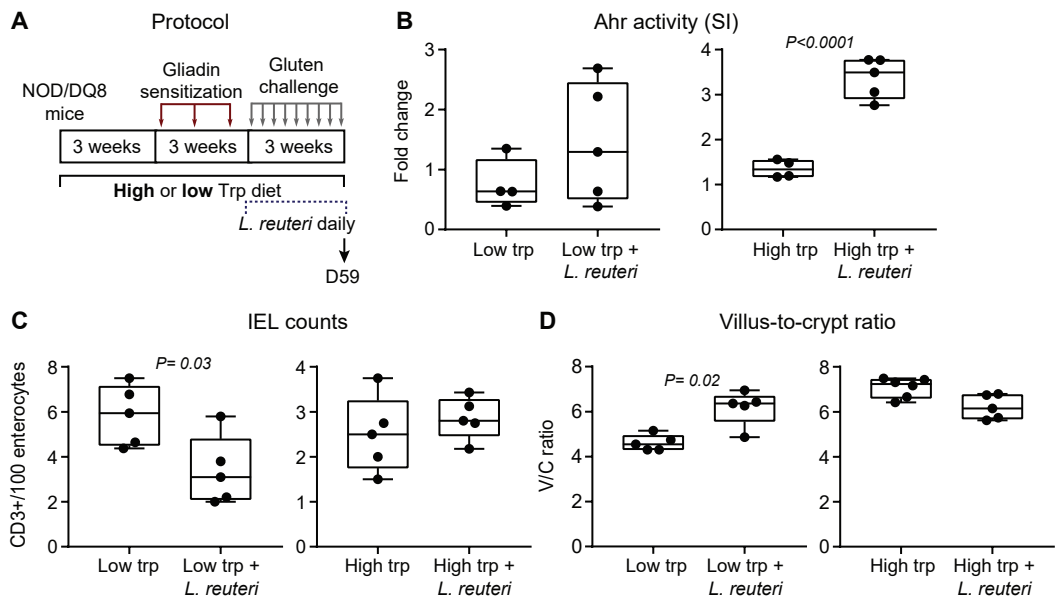 A
Protocol
NOD/DQ8
mice
Gliadin
sensitization
Gluten
challenge
3 weeks
3 weeks
3 weeks
High or low Trp diet
L. reuteri daily
D59
B
Ahr activity (SI)
Fold change
3
2
1
0
Low trp
Low trp +
L. reuteri
P<0.0001
4
3
2
1
0
High trp
High trp +
L. reuteri
C
IEL counts
CD3+/100 enterocytes
P= 0.03
8
6
4
2
0
Low trp
Low trp +
L. reuteri
4
3
2
1
0
High trp
High trp +
L. reuteri
D
Villus-to-crypt ratio
V/C ratio
P= 0.02
8
6
4
2
0
Low trp
Low trp +
L. reuteri
8
6
4
2
0
High trp
High trp +
L. reuteri